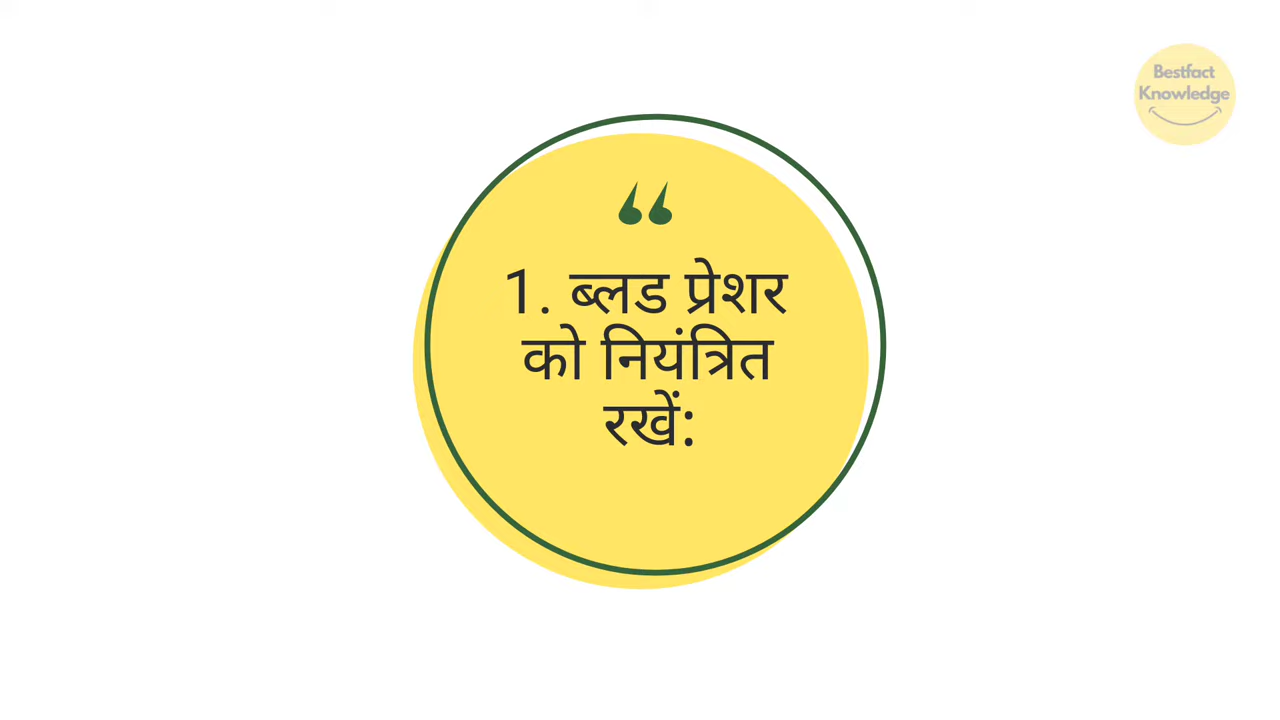 Bestfact
Knowledge
“
1. ब्लड प्रेशर
को नियंत्रित
रखें: